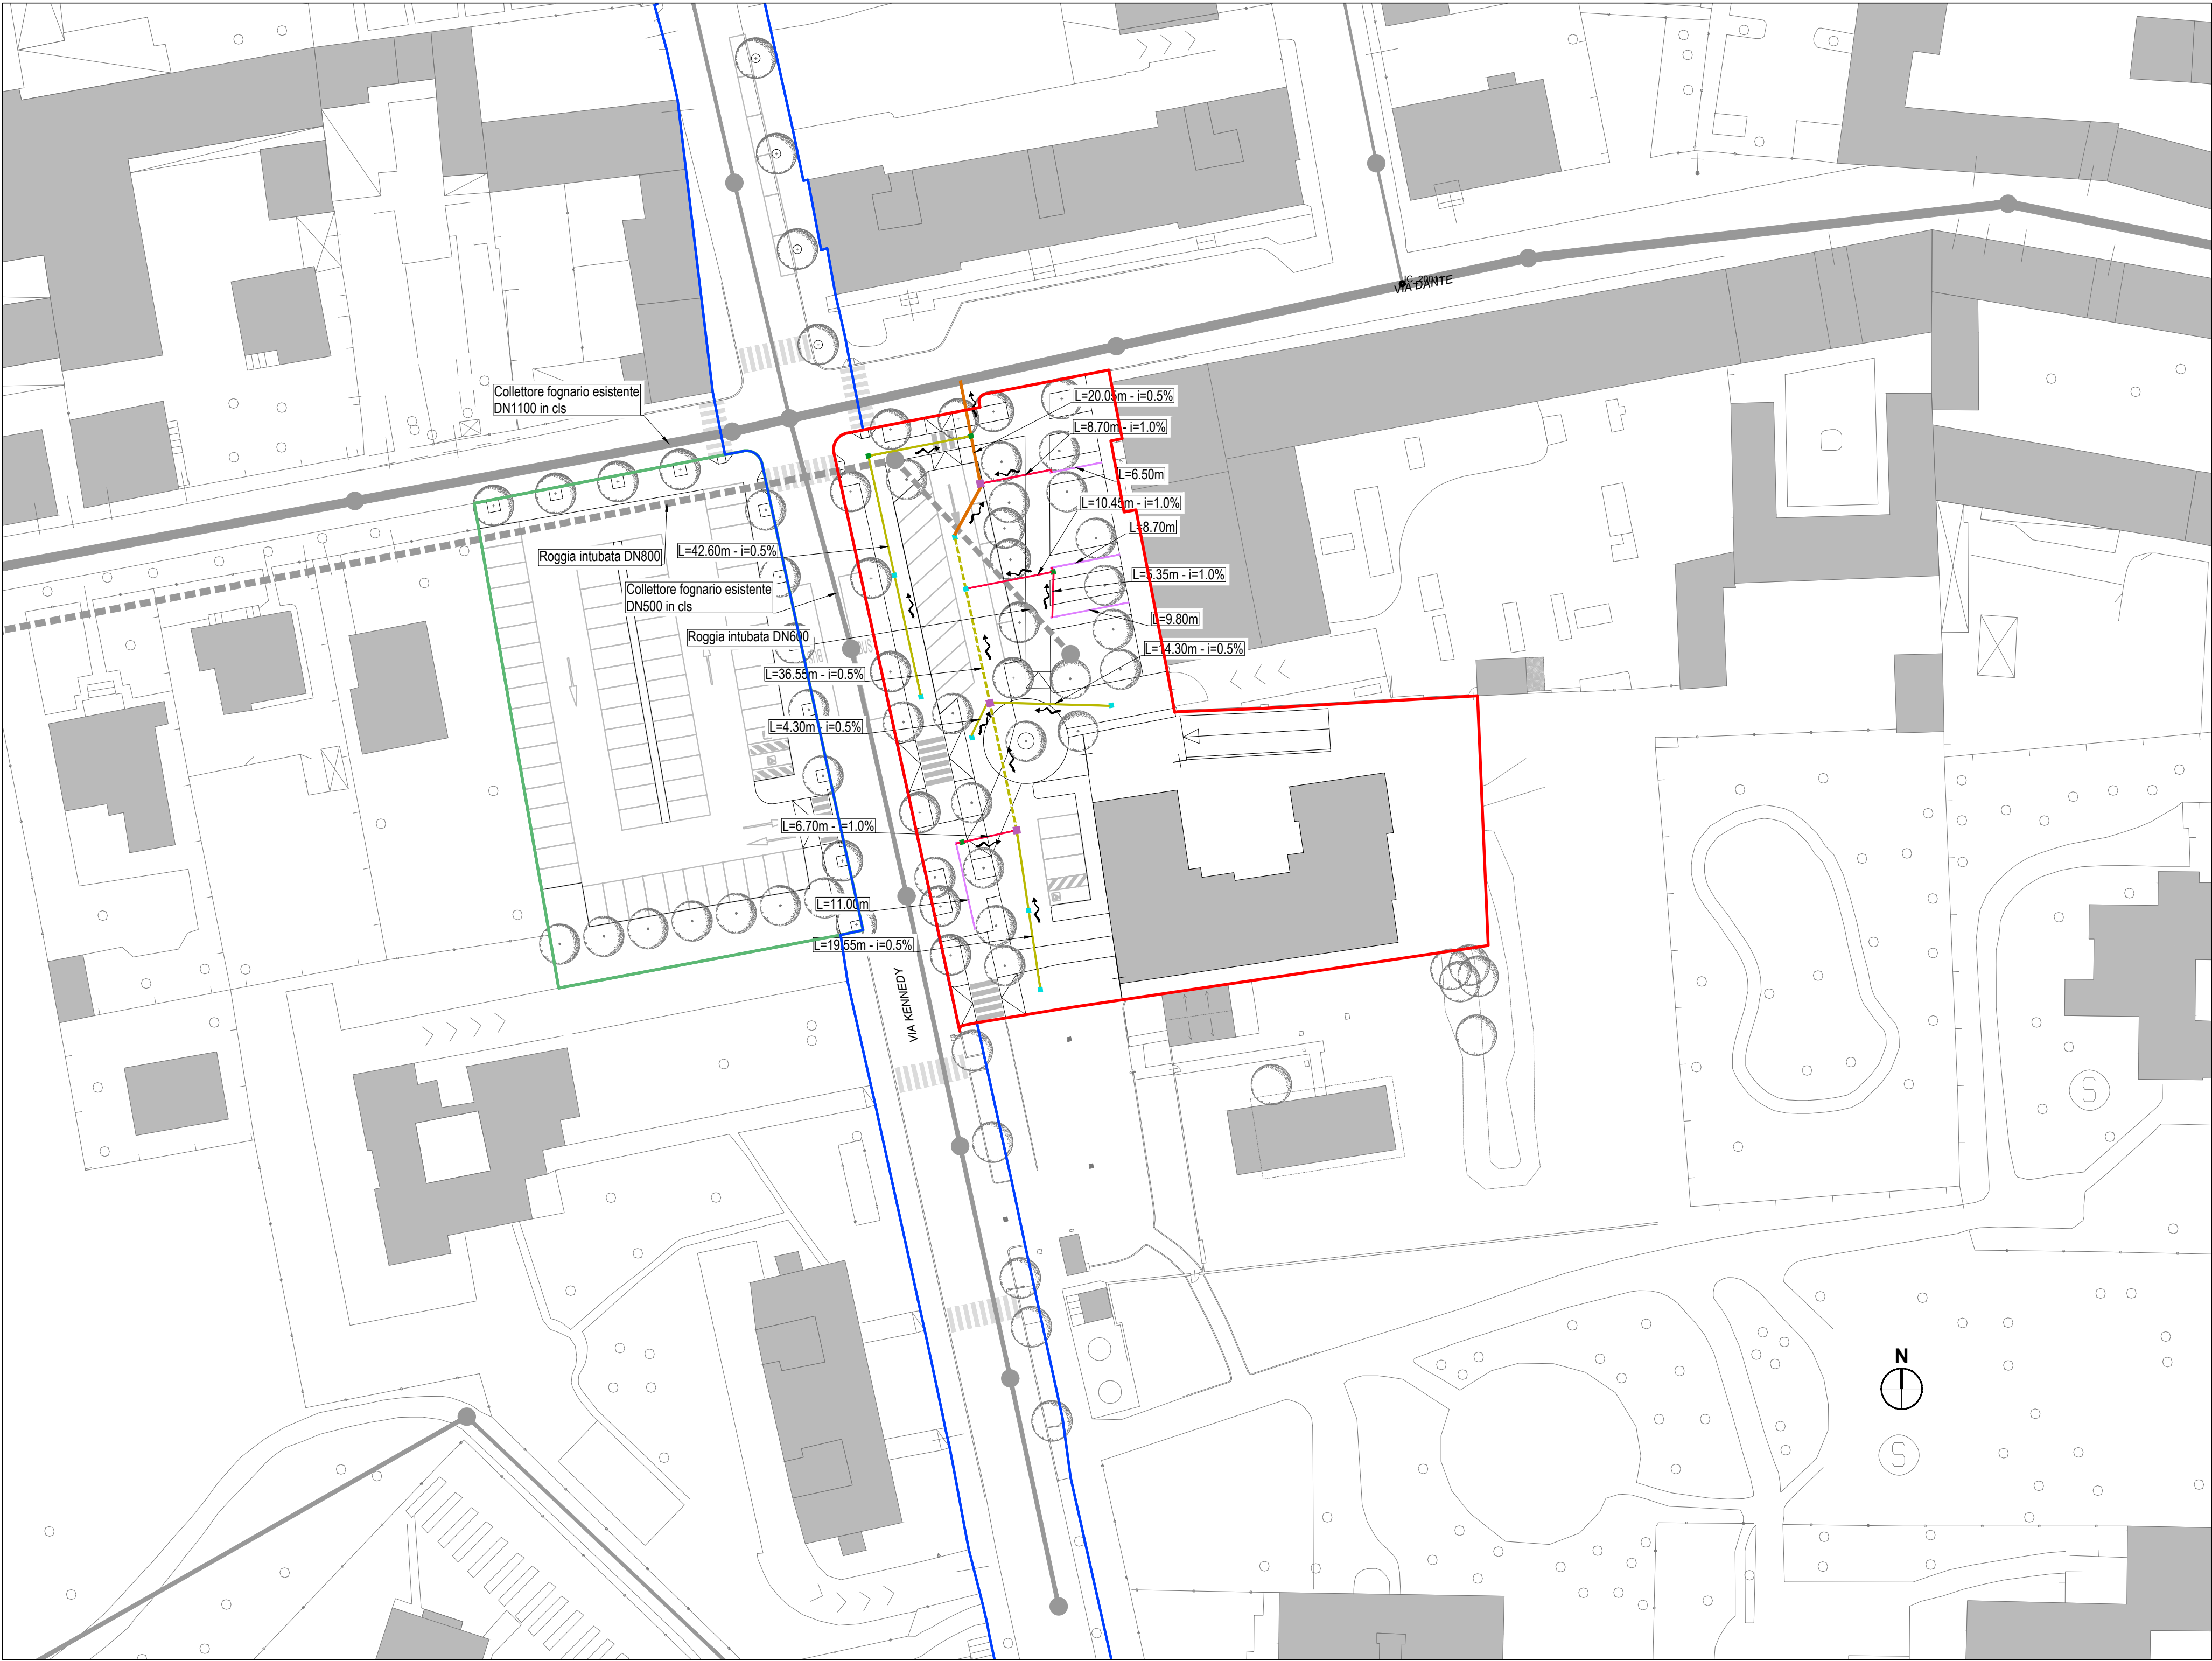 VIA DANTE
Collettore fognario esistente
DN1100 in cls
L=20.05m - i=0.5%
L=8.70m - i=1.0%
L=6.50m
L=10.45m - i=1.0%
L=8.70m
Roggia intubata DN800
L=42.60m - i=0.5%
Collettore fognario esistente
DN500 in cls
L=5.35m - i=1.0%
L=9.80m
Roggia intubata DN600
BUS
L=14.30m - i=0.5%
L=36.55m - i=0.5%
L=4.30m - i=0.5%
L=6.70m - i=1.0%
L=11.00m
L=19.55m - i=0.5%
VIA KENNEDY
S
N
S